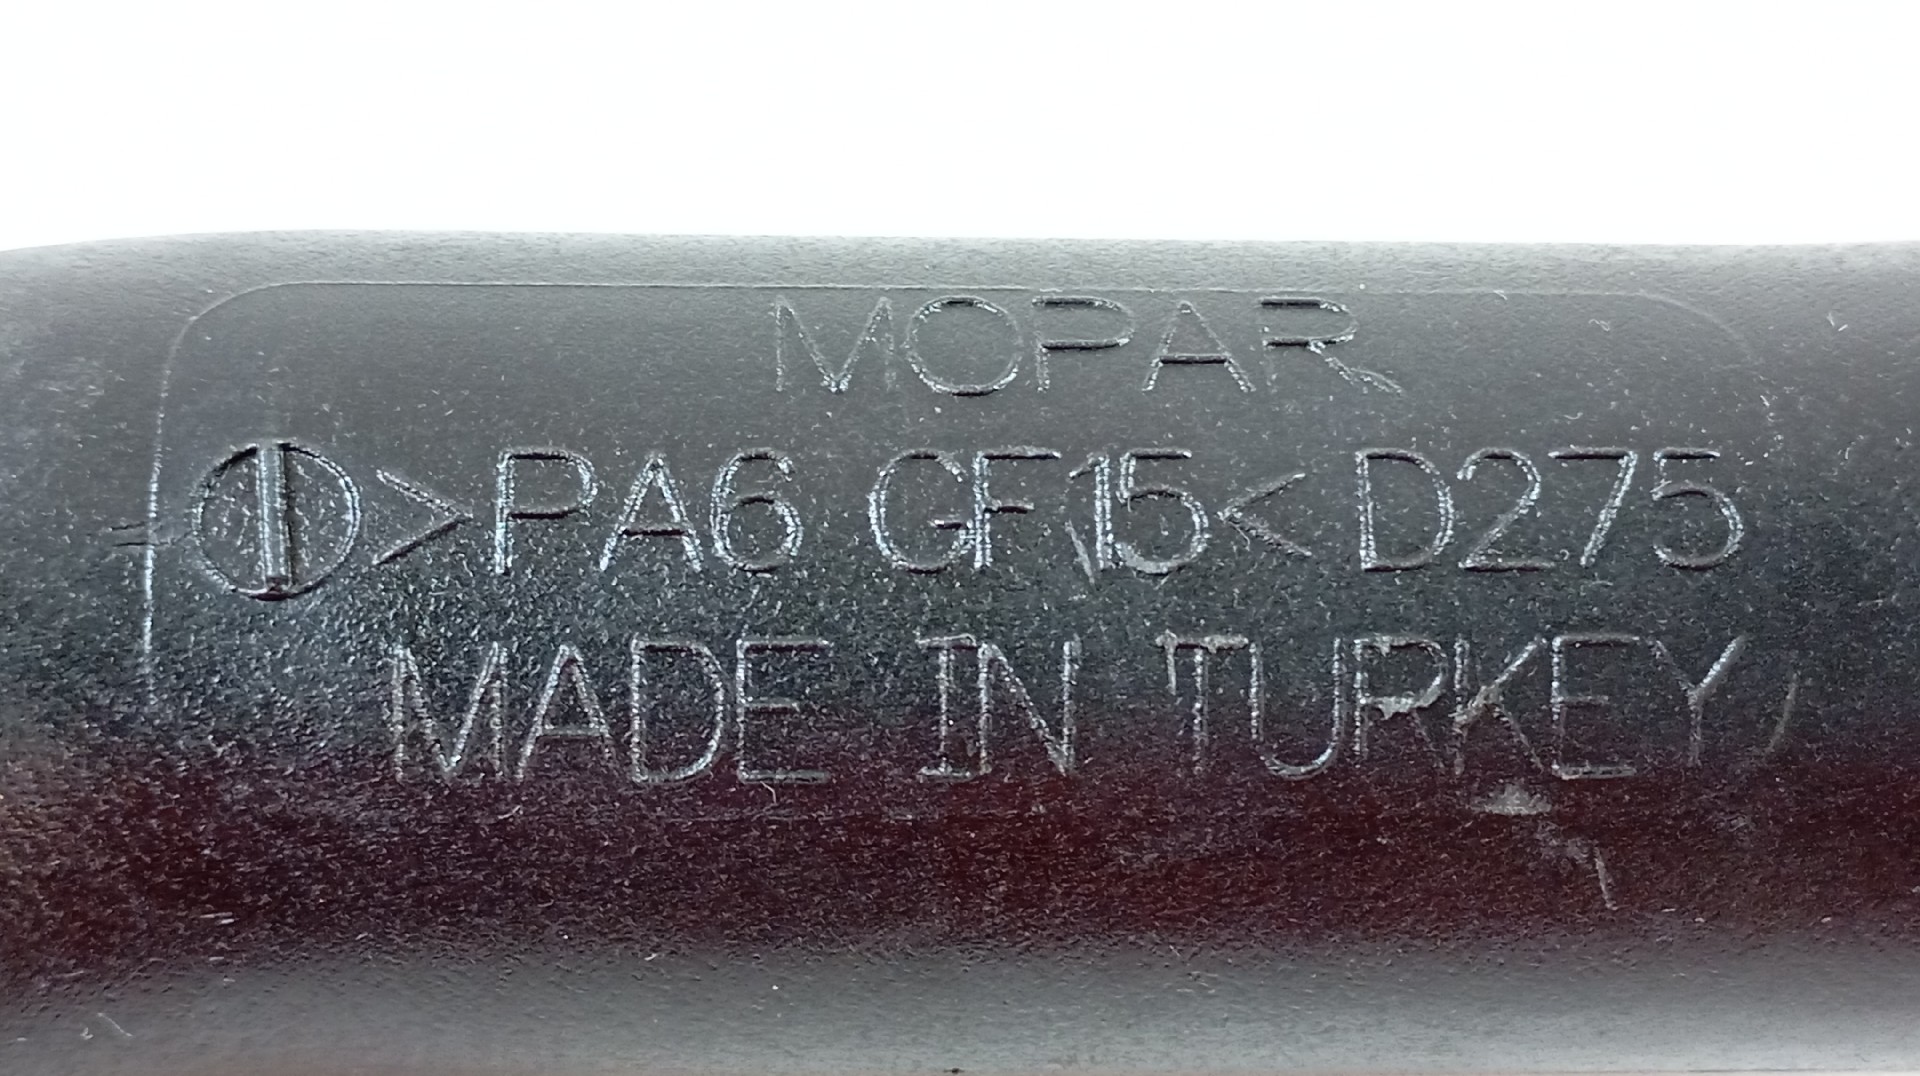 MOPAR
>PA6 GF15< D275
MADE IN TURKEY